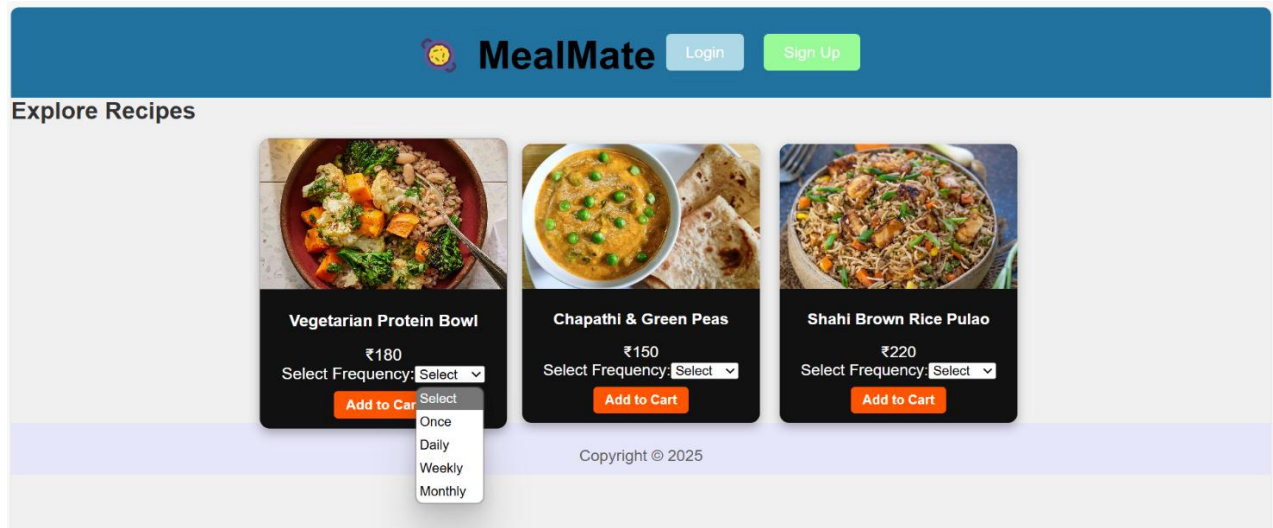 MealMate Login Sign Up
Explore Recipes
Vegetarian Protein Bowl
₹180
Select Frequency: Select
Add to Car
Select
Once
Daily
Weekly
Monthly
Chapathi & Green Peas
₹150
Select Frequency: Select
Add to Cart
Shahi Brown Rice Pulao
₹220
Select Frequency: Select
Add to Cart
Copyright © 2025